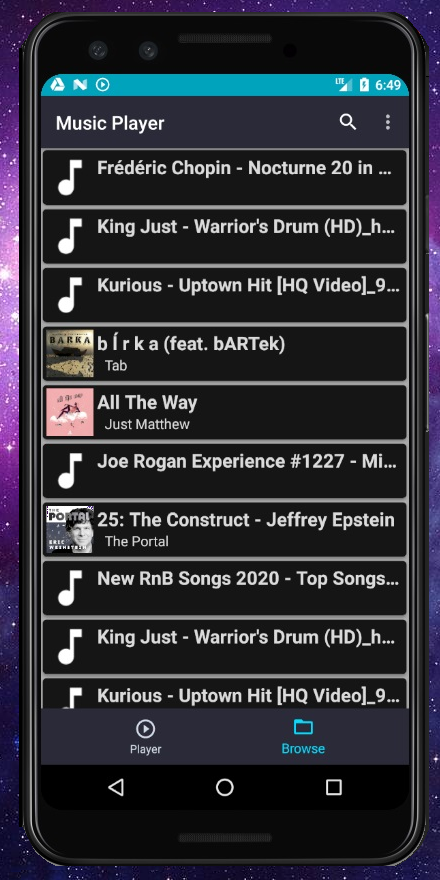 LTE 6:49
Music Player
Frédéric Chopin - Nocturne 20 in ...
King Just - Warrior's Drum (HD)_h...
Kurious - Uptown Hit [HQ Video]_9...
BARKA
b Í r k a (feat. bARTek)
Tab
All The Way
Just Matthew
Joe Rogan Experience #1227 - Mi...
THE
PORTAL
ERIC
WEINSTEIN
25: The Construct - Jeffrey Epstein
The Portal
New RnB Songs 2020 - Top Songs...
King Just - Warrior's Drum (HD)_h...
Kurious - Uptown Hit [HQ Video]_9...
Player
Browse